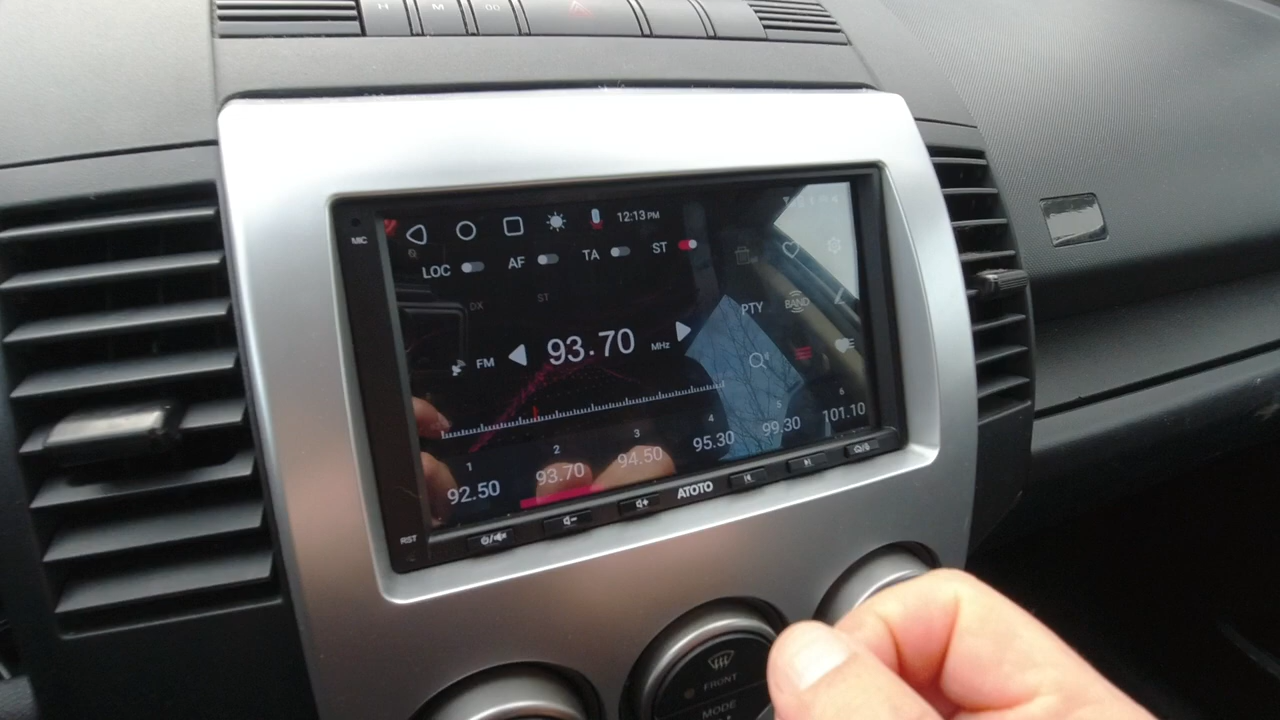 H M 00
MIC
12:13 PM
LOC AF TA ST
DX ST
PTY BAND
FM 93.70 MHz
1 2 3 4 5 6
92.50 93.70 94.50 95.30 99.30 101.10
ATOTO
RST
FRONT
MODE